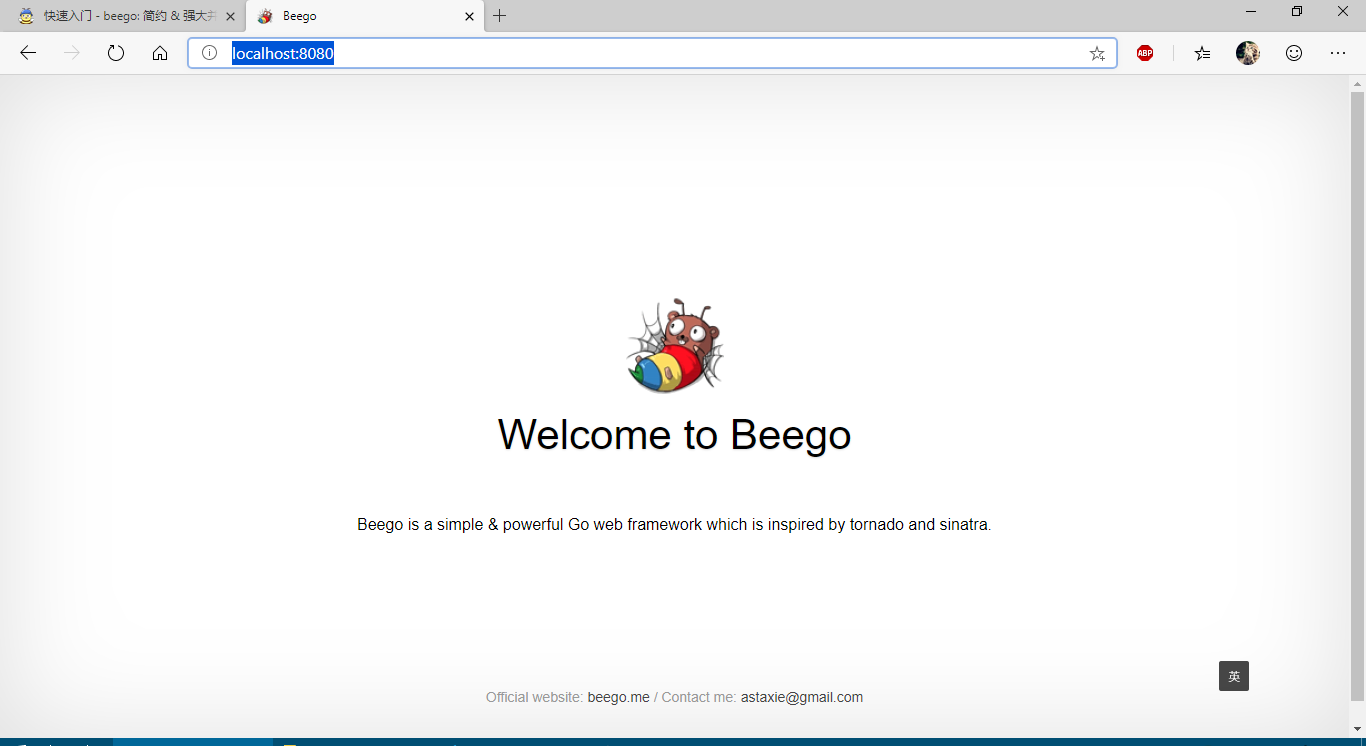 快速入门 - beego: 简约 & 强大并
Beego
localhost:8080
ABP
Welcome to Beego
Beego is a simple & powerful Go web framework which is inspired by tornado and sinatra.
英
Official website: beego.me / Contact me: astaxie@gmail.com